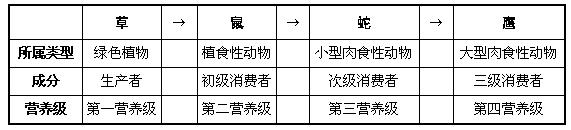 草 → 鼠 → 蛇 → 鹰
所属类型 绿色植物 植食性动物 小型肉食性动物 大型肉食性动物
成分 生产者 初级消费者 次级消费者 三级消费者
营养级 第一营养级 第二营养级 第三营养级 第四营养级